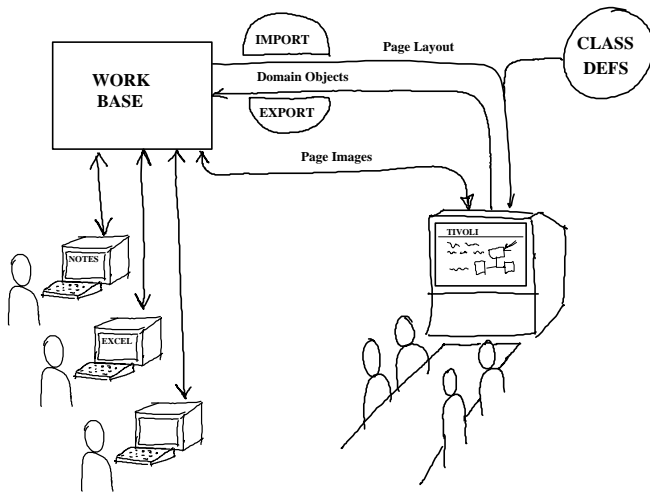 IMPORT
Page Layout
CLASS
DEFS
WORK
BASE
Domain Objects
EXPORT
Page Images
TIVOLI
NOTES
EXCEL